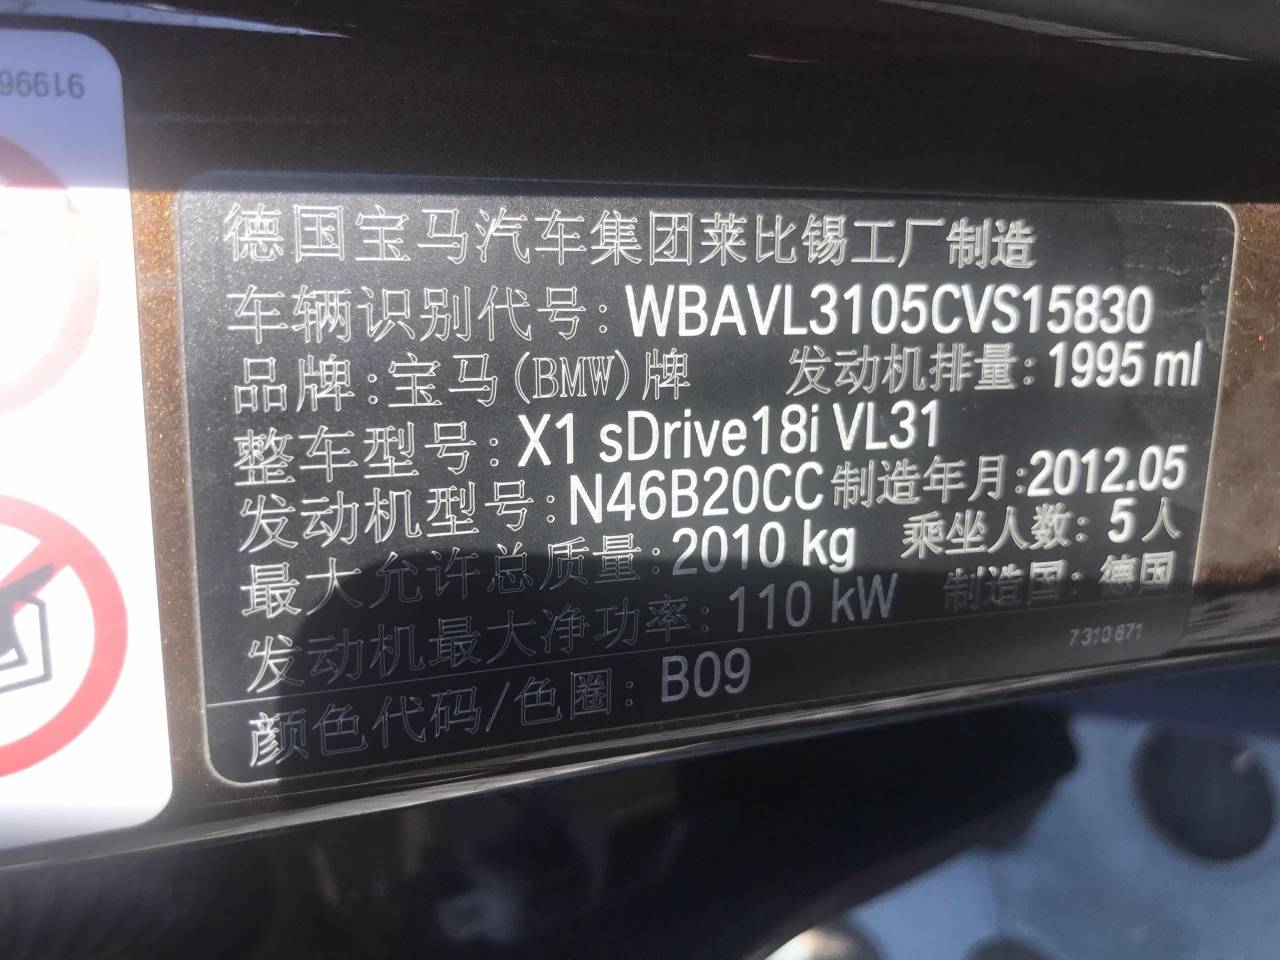 91996
德国宝马汽车集团莱比锡工厂制造
车辆识别代号: WBAVL3105CVS15830
品牌:宝马(BMW)牌 发动机排量: 1995 ml
整车型号: X1 sDrive18i VL31
发动机型号: N46B20CC 制造年月:2012.05
最大允许总质量: 2010 kg 乘坐人数: 5人
发动机最大净功率: 110 kW 制造国: 德国
7310871
颜色代码/色圈: B09